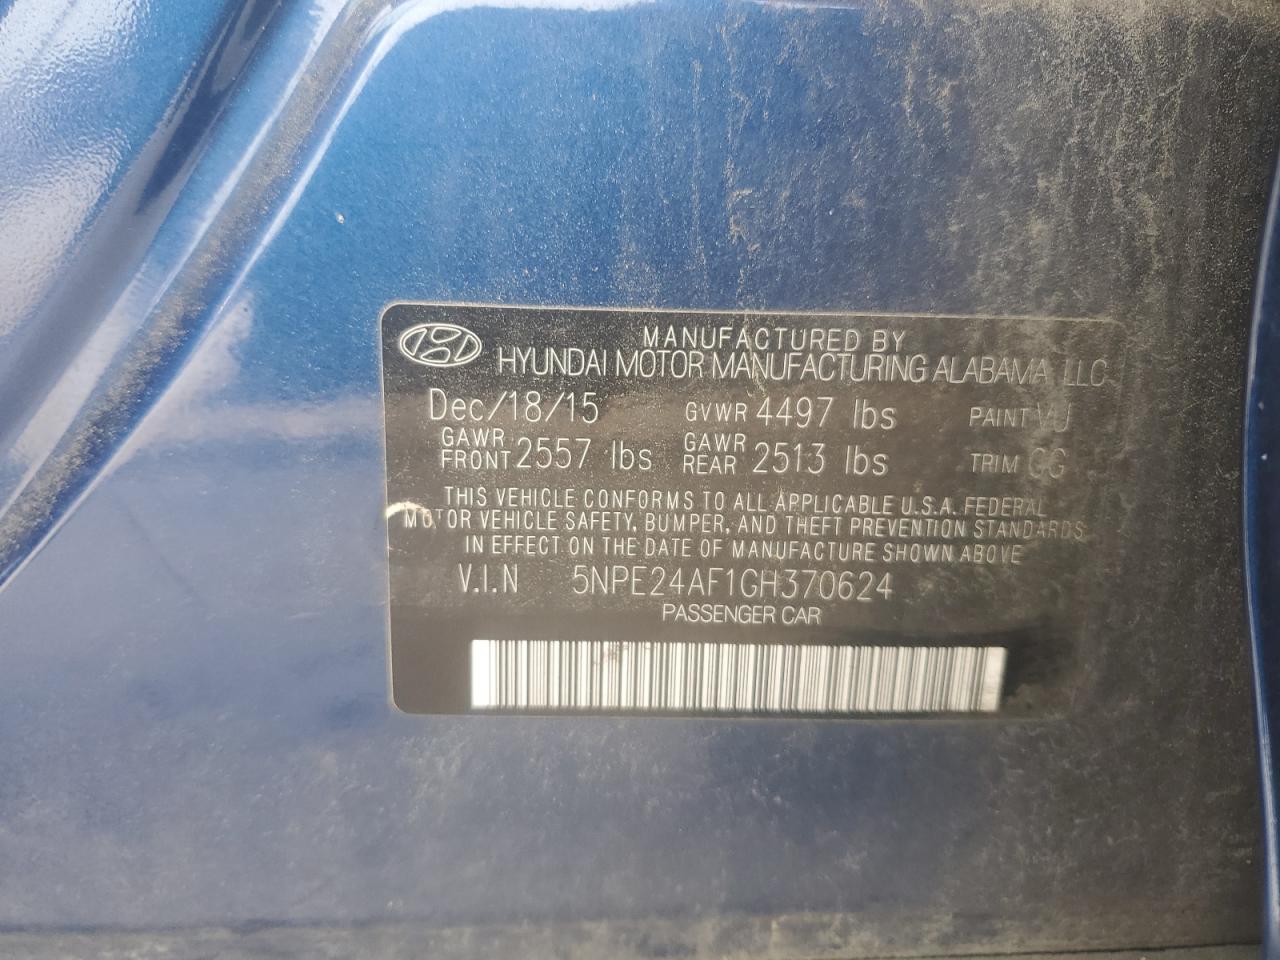 MANUFACTURED BY
HYUNDAI MOTOR MANUFACTURING ALABAMA, LLC
Dec/18/15 GVWR 4497 lbs PAINT VU
GAWR FRONT 2557 lbs GAWR REAR 2513 lbs TRIM
THIS VEHICLE CONFORMS TO ALL APPLICABLE U.S.A. FEDERAL
MOTOR VEHICLE SAFETY, BUMPER, AND THEFT PREVENTION STANDARDS
IN EFFECT ON THE DATE OF MANUFACTURE SHOWN ABOVE
V.I.N 5NPE24AF1GH370624
PASSENGER CAR